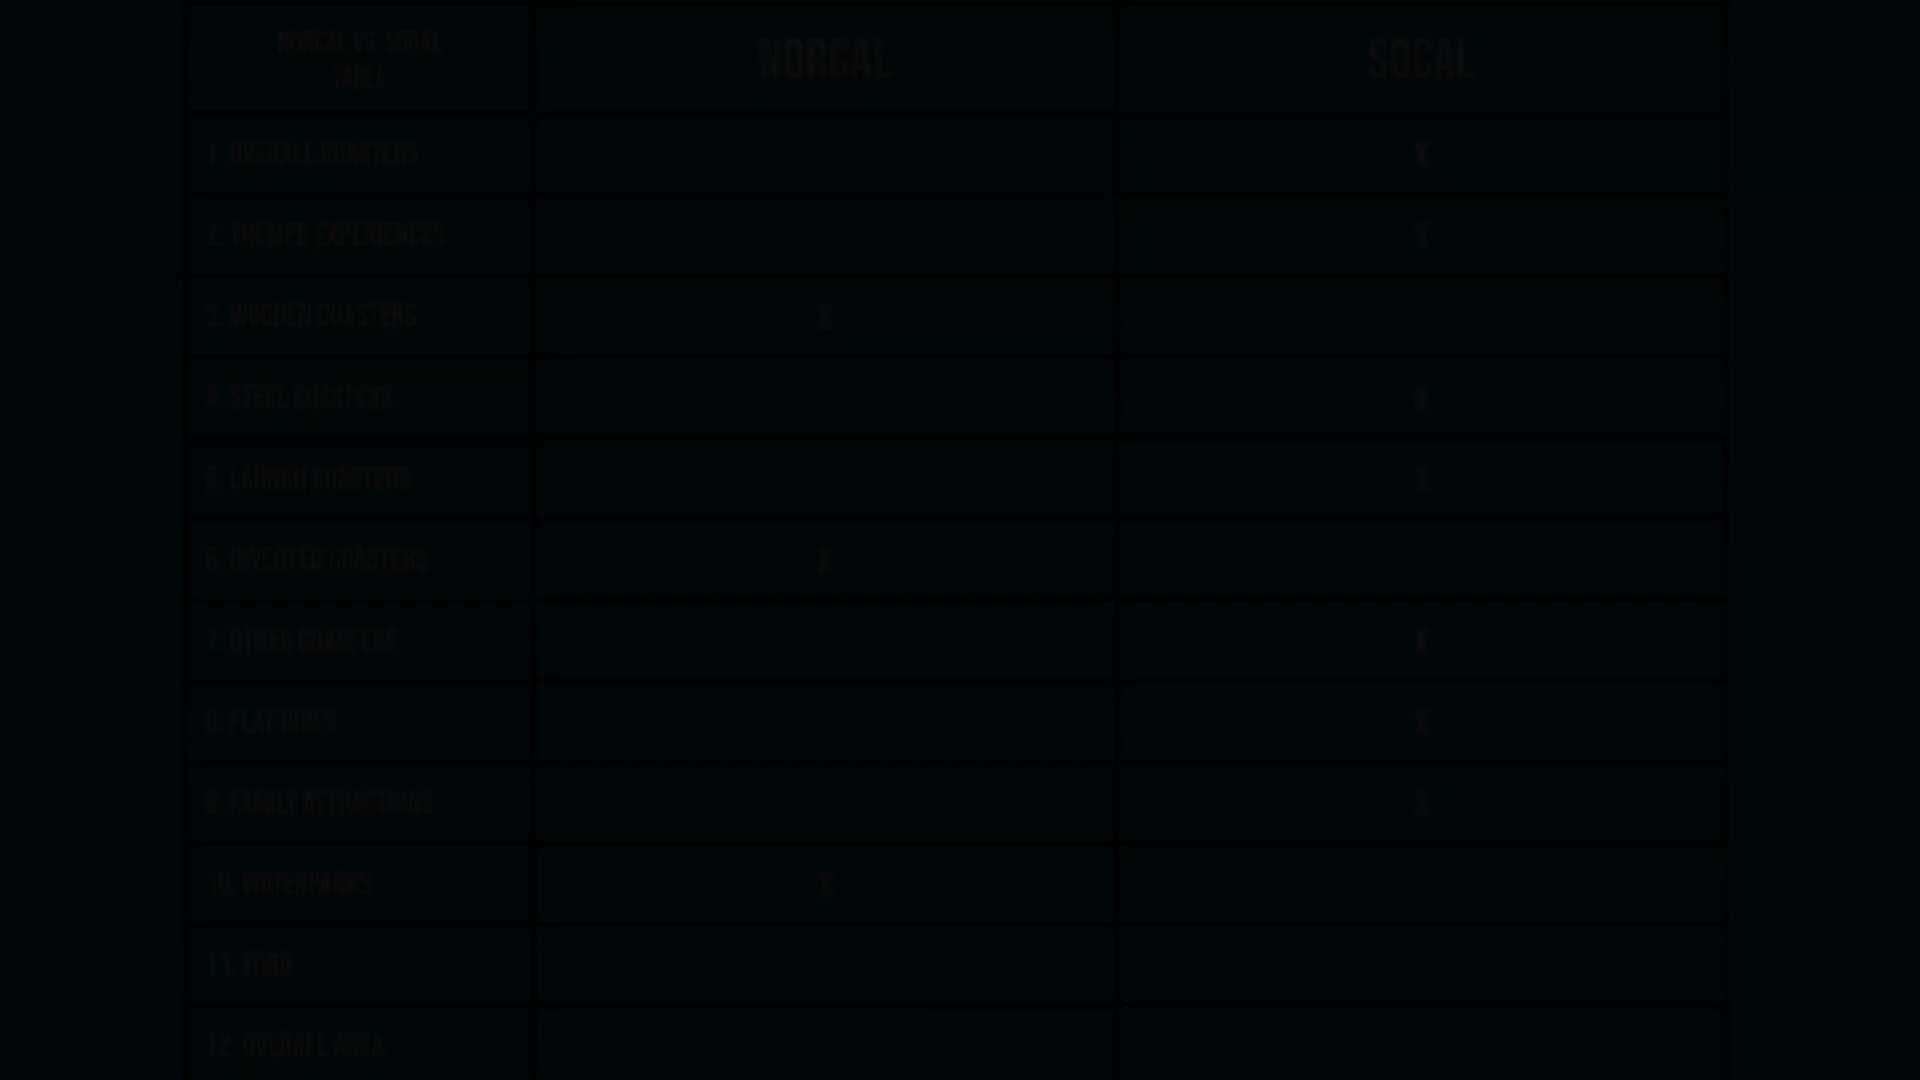 NORCAL VS. SOCAL
TABLE
NORCAL
SOCAL
1. OVERALL COASTERS
X
2. THEMED EXPERIENCES
X
3. WOODEN COASTERS
X
4. STEEL COASTERS
X
5. LAUNCH COASTERS
X
6. INVERTED COASTERS
X
7. OTHER COASTERS
X
8. FLAT RIDES
X
9. FAMILY ATTRACTIONS
X
10. WATERPARKS
X
11. FOOD
12. OVERALL AREA